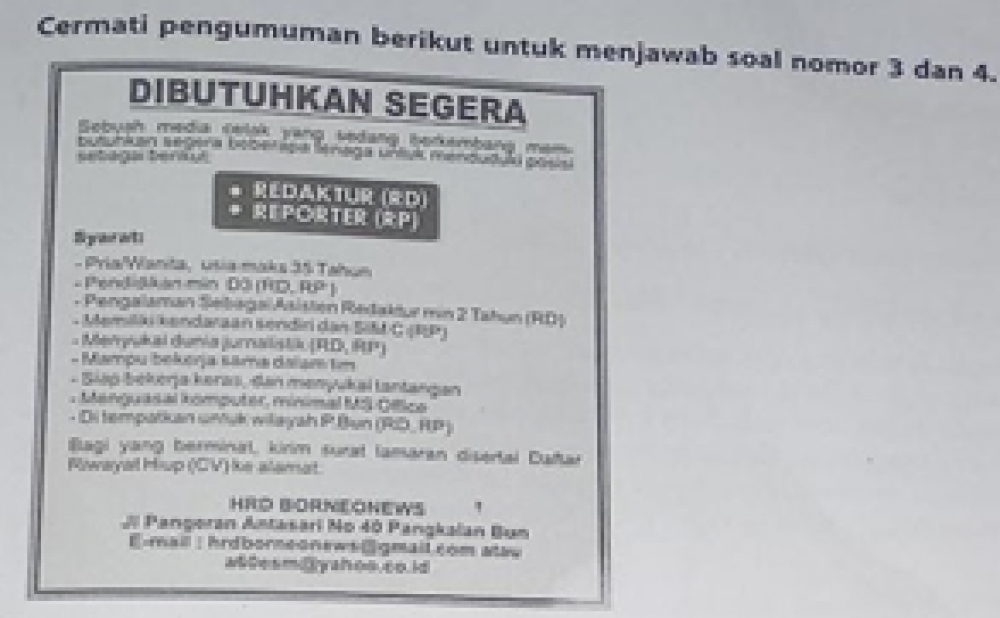 Cermati pengumuman berikut untuk menjawab soal nomor 3 dan 4.
DIBUTUHKAN SEGERA
Sebuah media cetak yang sedang berkembang mem-
butuhkan segera beberapa tenaga untuk menduduki posisi
sebagai berikut:
• REDAKTUR (RD)
• REPORTER (RP)
Syarat:
- Pria/Wanita, usia maks 35 Tahun
- Pendidikan min D3 (RD, RP)
- Pengalaman Sebagai Asisten Redaktur min 2 Tahun (RD)
- Memiliki kendaraan sendiri dan SIM C (RP)
- Menyukai dunia jurnalistik (RD, RP)
- Mampu bekerja sama dalam tim
- Siap bekerja keras, dan menyukai tantangan
- Menguasai komputer, minimal MS Office
- Di tempatkan untuk wilayah P.Bun (RD, RP)
Bagi yang berminat, kirim surat lamaran disertai Daftar
Riwayat Hiup (CV) ke alamat:
HRD BORNEONEWS
Jl Pangeran Antasari No 40 Pangkalan Bun
E-mail : hrdborneonews@gmail.com atau
a60esm@yahoo.co.id